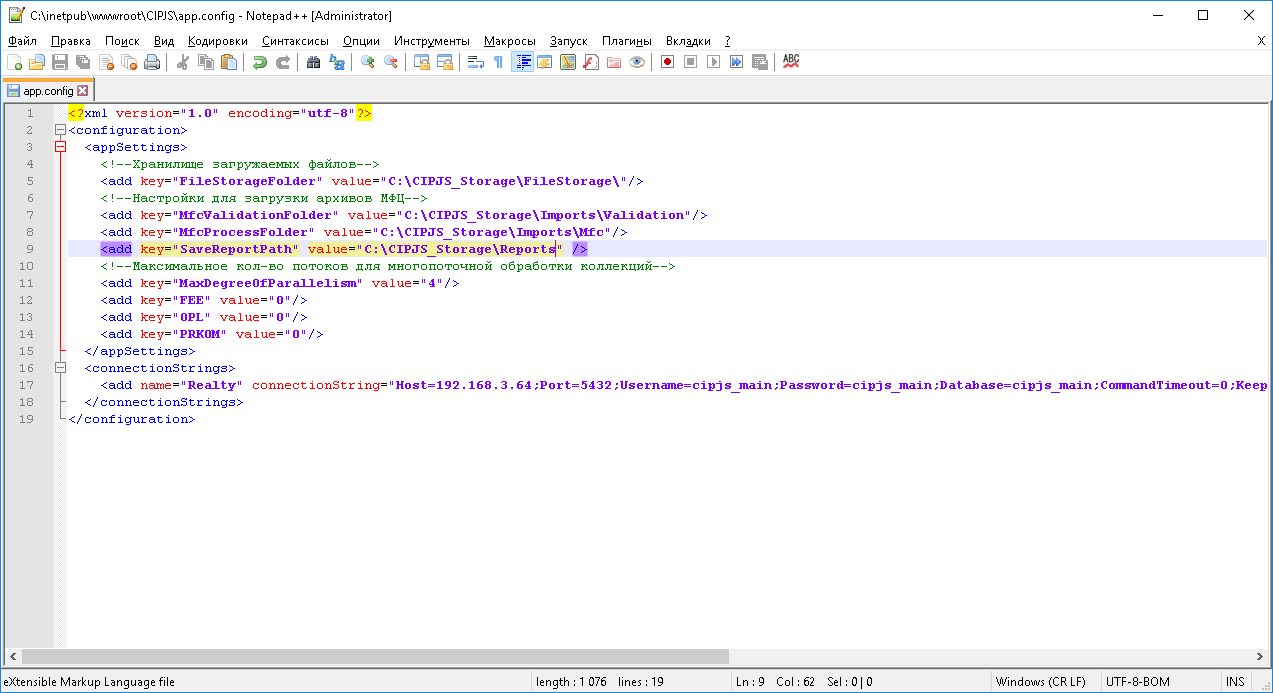 C:\inetpub\wwwroot\CIPJS\app.config - Notepad++ [Administrator]
Файл Правка Поиск Вид Кодировки Синтаксисы Опции Инструменты Макросы Запуск Плагины Вкладки ? X
ABC
app.config
1 <?xml version="1.0" encoding="utf-8"?>
2 <configuration>
3 <appSettings>
4 <!--Хранилище загружаемых файлов-->
5 <add key="FileStorageFolder" value="C:\CIPJS_Storage\FileStorage\"/>
6 <!--Настройки для загрузки архивов МФЦ-->
7 <add key="MfcValidationFolder" value="C:\CIPJS_Storage\Imports\Validation"/>
8 <add key="MfcProcessFolder" value="C:\CIPJS_Storage\Imports\Mfc"/>
9 <add key="SaveReportPath" value="C:\CIPJS_Storage\Reports" />
10 <!--Максимальное кол-во потоков для многопоточной обработки коллекций-->
11 <add key="MaxDegreeOfParallelism" value="4"/>
12 <add key="FEE" value="0"/>
13 <add key="OPL" value="0"/>
14 <add key="PRKOM" value="0"/>
15 </appSettings>
16 <connectionStrings>
17 <add name="Realty" connectionString="Host=192.168.3.64;Port=5432;Username=cipjs_main;Password=cipjs_main;Database=cipjs_main;CommandTimeout=0;Keep
18 </connectionStrings>
19 </configuration>
eXtensible Markup Language file length : 1 076 lines : 19 Ln : 9 Col : 62 Sel : 0 | 0 Windows (CR LF) UTF-8-BOM INS